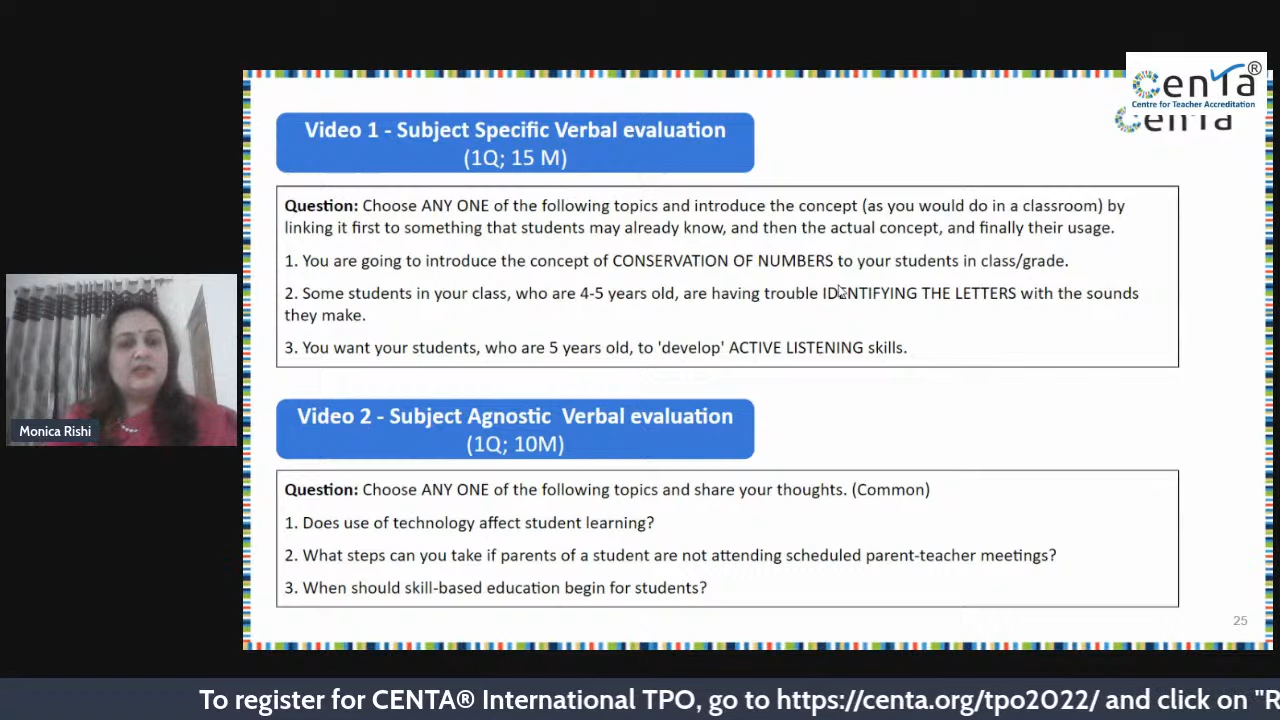 CenTa®
Centre for Teacher Accreditation
CenTa
Video 1 - Subject Specific Verbal evaluation
(1Q; 15 M)
Question: Choose ANY ONE of the following topics and introduce the concept (as you would do in a classroom) by
linking it first to something that students may already know, and then the actual concept, and finally their usage.
1. You are going to introduce the concept of CONSERVATION OF NUMBERS to your students in class/grade.
2. Some students in your class, who are 4-5 years old, are having trouble IDENTIFYING THE LETTERS with the sounds
they make.
3. You want your students, who are 5 years old, to 'develop' ACTIVE LISTENING skills.
Monica Rishi
Video 2 - Subject Agnostic Verbal evaluation
(1Q; 10M)
Question: Choose ANY ONE of the following topics and share your thoughts. (Common)
1. Does use of technology affect student learning?
2. What steps can you take if parents of a student are not attending scheduled parent-teacher meetings?
3. When should skill-based education begin for students?
25
To register for CENTA® International TPO, go to https://centa.org/tpo2022/ and click on "R